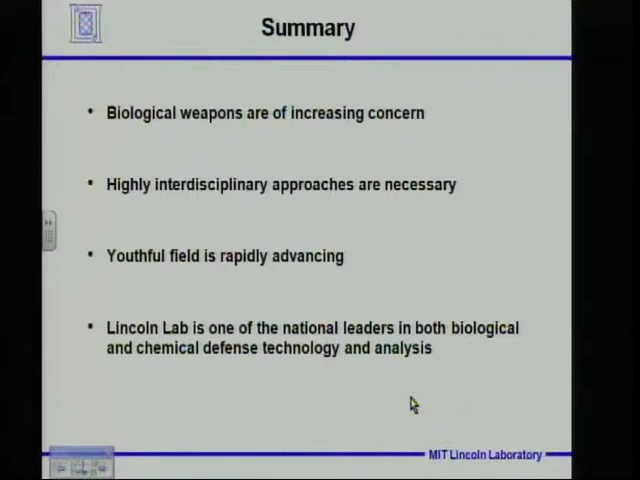 Summary
• Biological weapons are of increasing concern
• Highly interdisciplinary approaches are necessary
• Youthful field is rapidly advancing
• Lincoln Lab is one of the national leaders in both biological
and chemical defense technology and analysis
MIT Lincoln Laboratory